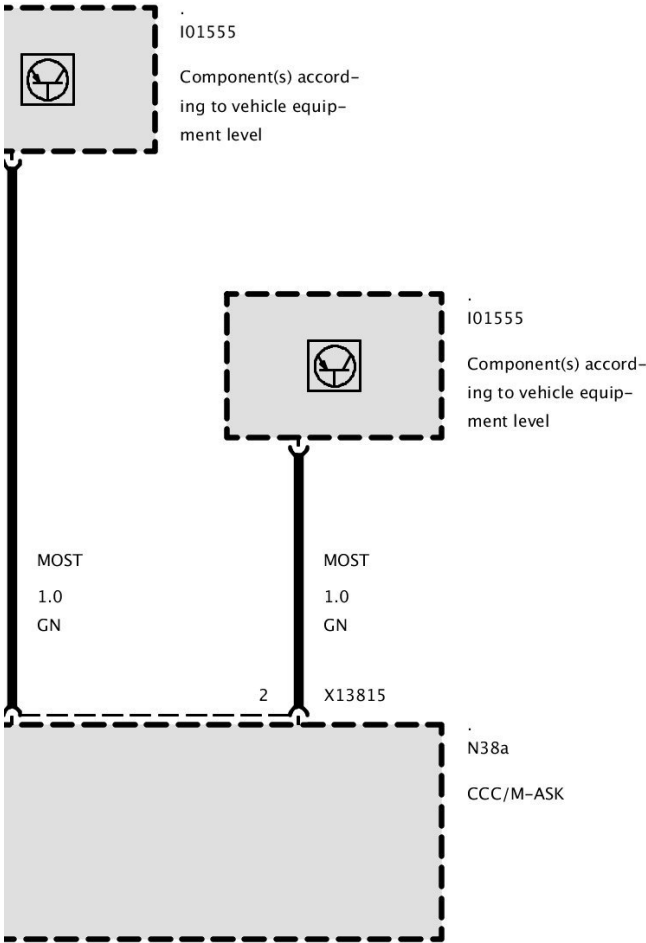 .
I01555
Component(s) accord-
ing to vehicle equip-
ment level
.
I01555
Component(s) accord-
ing to vehicle equip-
ment level
MOST
1.0
GN
MOST
1.0
GN
2
X13815
.
N38a
CCC/M-ASK